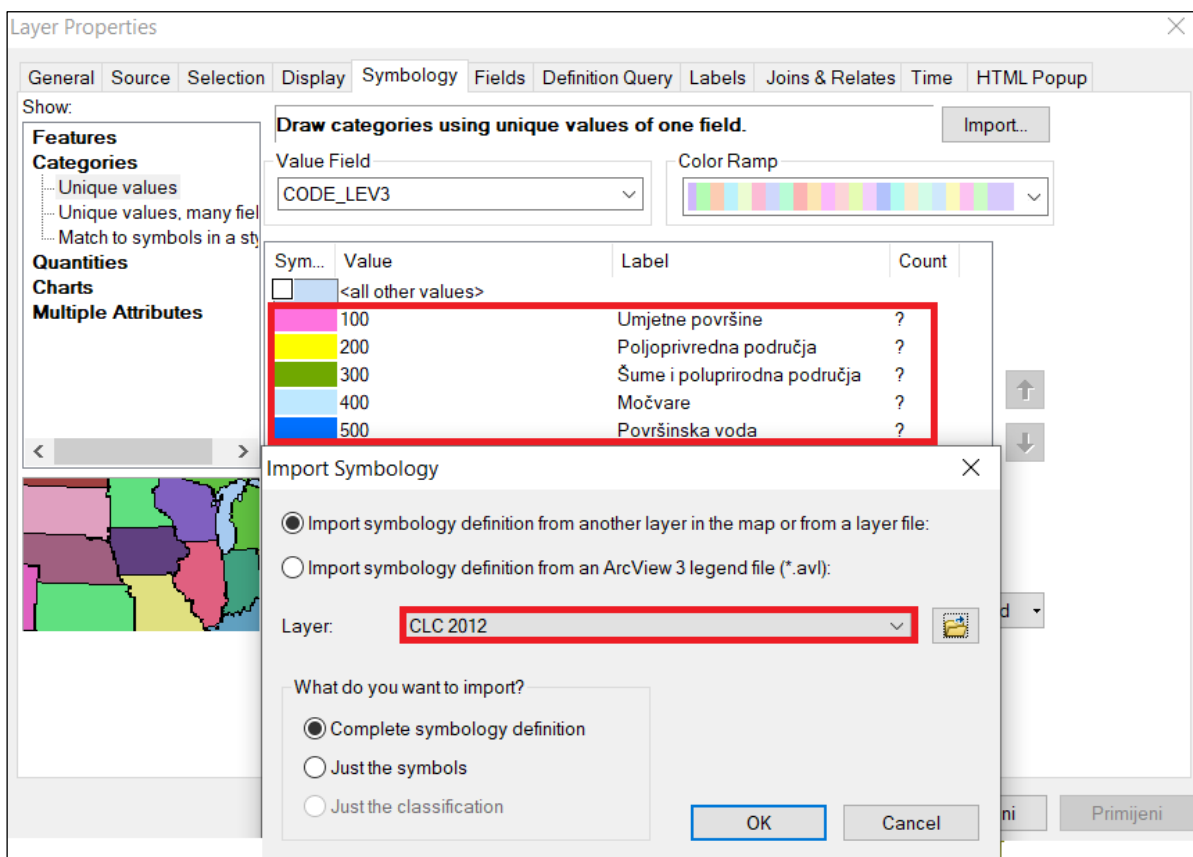 Layer Properties
General Source Selection Display Symbology Fields Definition Query Labels Joins & Relates Time HTML Popup
Show:
Features
Categories
Unique values
Unique values, many fiel
Match to symbols in a sty
Quantities
Charts
Multiple Attributes
Draw categories using unique values of one field.
Import...
Value Field
CODE_LEV3
Color Ramp
Sym... Value Label Count
<all other values>
100 Umjetne površine ?
200 Poljoprivredna područja ?
300 Šume i poluprirodna područja ?
400 Močvare ?
500 Površinska voda ?
Import Symbology
Import symbology definition from another layer in the map or from a layer file:
Import symbology definition from an ArcView 3 legend file (*.avl):
Layer: CLC 2012
What do you want to import?
Complete symbology definition
Just the symbols
Just the classification
OK Cancel
d
ni Primijeni